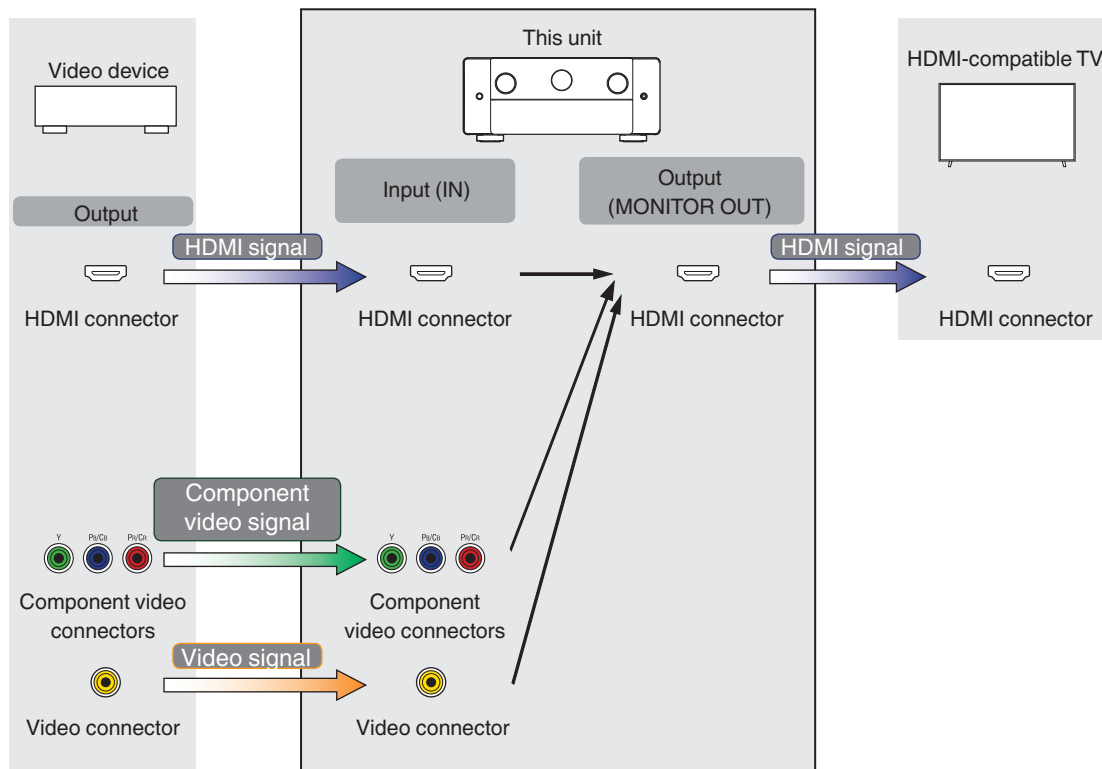 This unit
Video device
HDMI-compatible TV
Input (IN)
Output
(MONITOR OUT)
Output
HDMI signal
HDMI signal
HDMI connector
HDMI connector
HDMI connector
HDMI connector
Component
video signal
Y PB/CB PR/CR
Y PB/CB PR/CR
Component video
connectors
Component
video connectors
Video signal
Video connector
Video connector